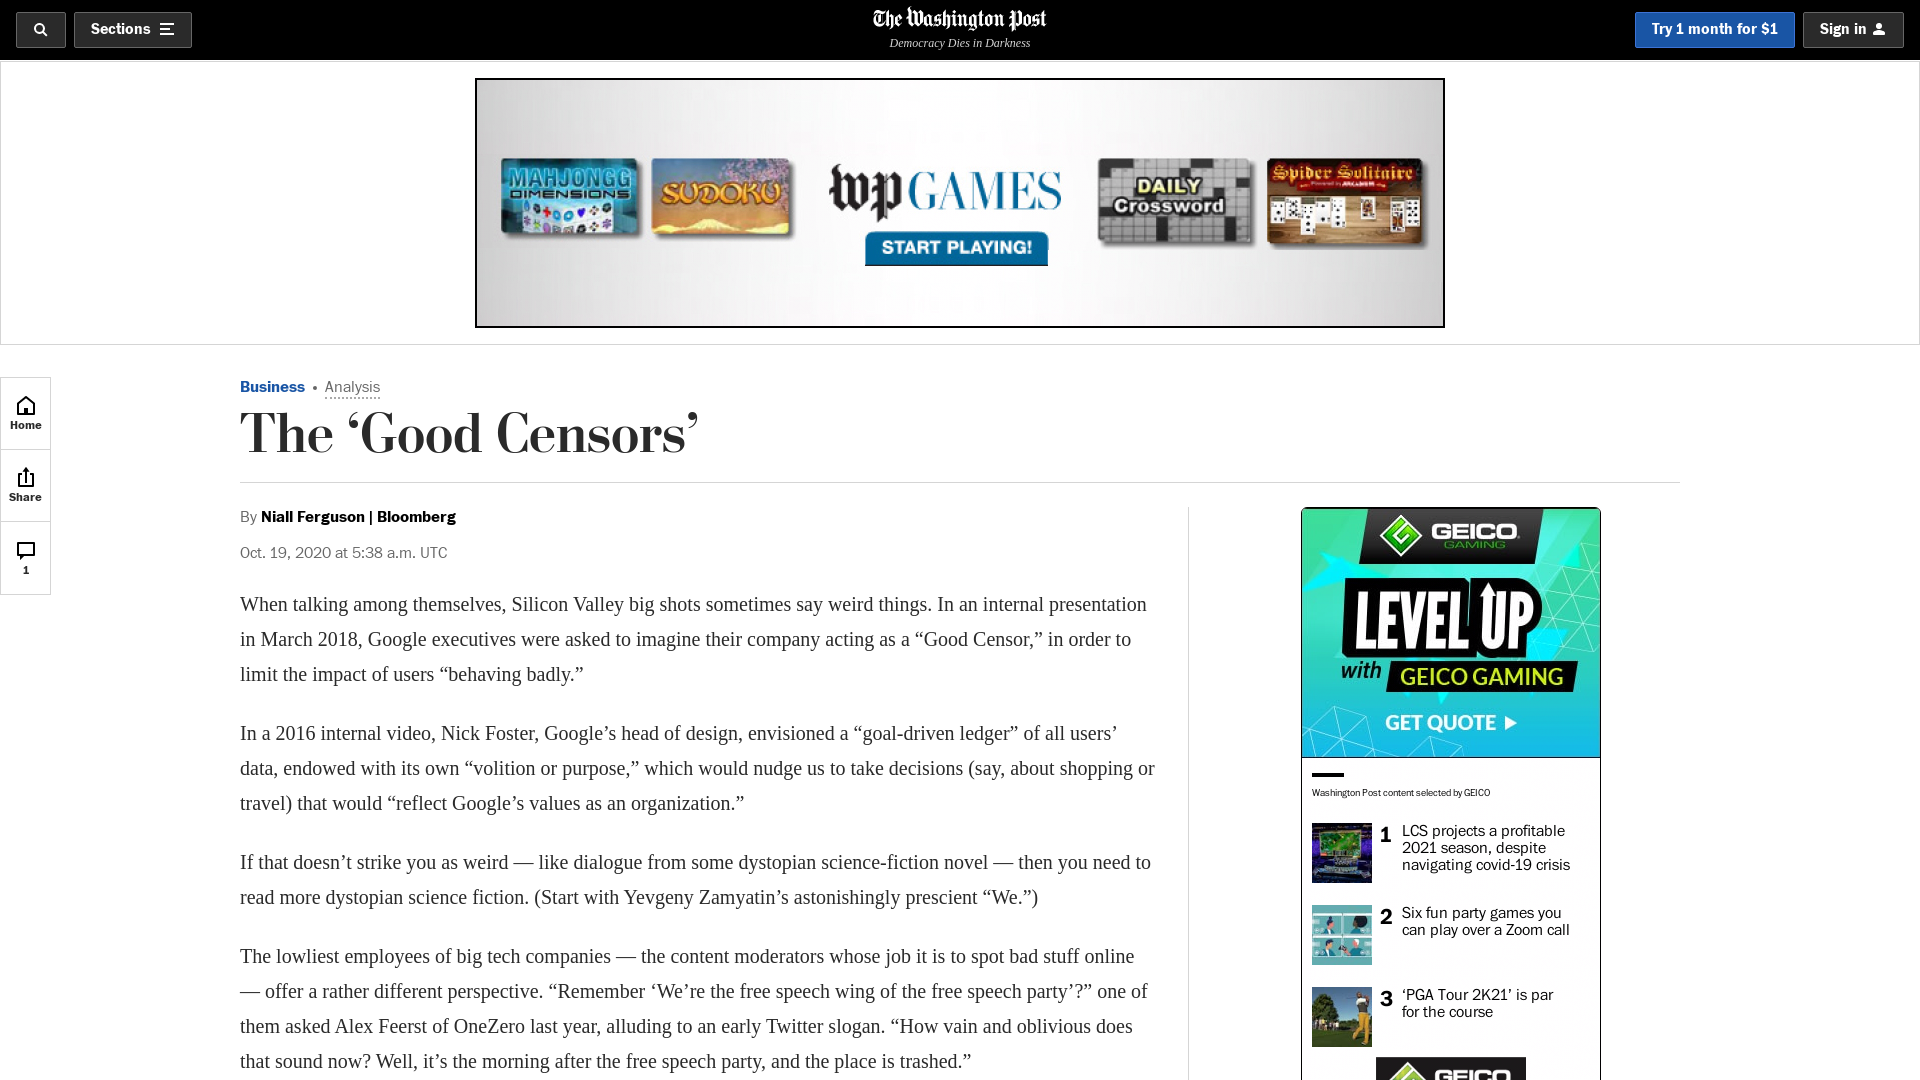 Sections
The Washington Post
Democracy Dies in Darkness
Try 1 month for $1
Sign in
MAHJONGG
DIMENSIONS
SUDOKU
wp GAMES
START PLAYING!
DAILY
Crossword
Spider Solitaire
Home
Share
1
Business • Analysis
The ‘Good Censors’
By Niall Ferguson | Bloomberg
Oct. 19, 2020 at 5:38 a.m. UTC
When talking among themselves, Silicon Valley big shots sometimes say weird things. In an internal presentation
in March 2018, Google executives were asked to imagine their company acting as a “Good Censor,” in order to
limit the impact of users “behaving badly.”
In a 2016 internal video, Nick Foster, Google’s head of design, envisioned a “goal-driven ledger” of all users’
data, endowed with its own “volition or purpose,” which would nudge us to take decisions (say, about shopping or
travel) that would “reflect Google’s values as an organization.”
If that doesn’t strike you as weird — like dialogue from some dystopian science-fiction novel — then you need to
read more dystopian science fiction. (Start with Yevgeny Zamyatin’s astonishingly prescient “We.”)
The lowliest employees of big tech companies — the content moderators whose job it is to spot bad stuff online
— offer a rather different perspective. “Remember ‘We’re the free speech wing of the free speech party’?” one of
them asked Alex Feerst of OneZero last year, alluding to an early Twitter slogan. “How vain and oblivious does
that sound now? Well, it’s the morning after the free speech party, and the place is trashed.”
GEICO
GAMING
LEVEL UP
with GEICO GAMING
GET QUOTE
Washington Post content selected by GEICO
1 LCS projects a profitable
2021 season, despite
navigating covid-19 crisis
2 Six fun party games you
can play over a Zoom call
3 ‘PGA Tour 2K21’ is par
for the course
GEICO